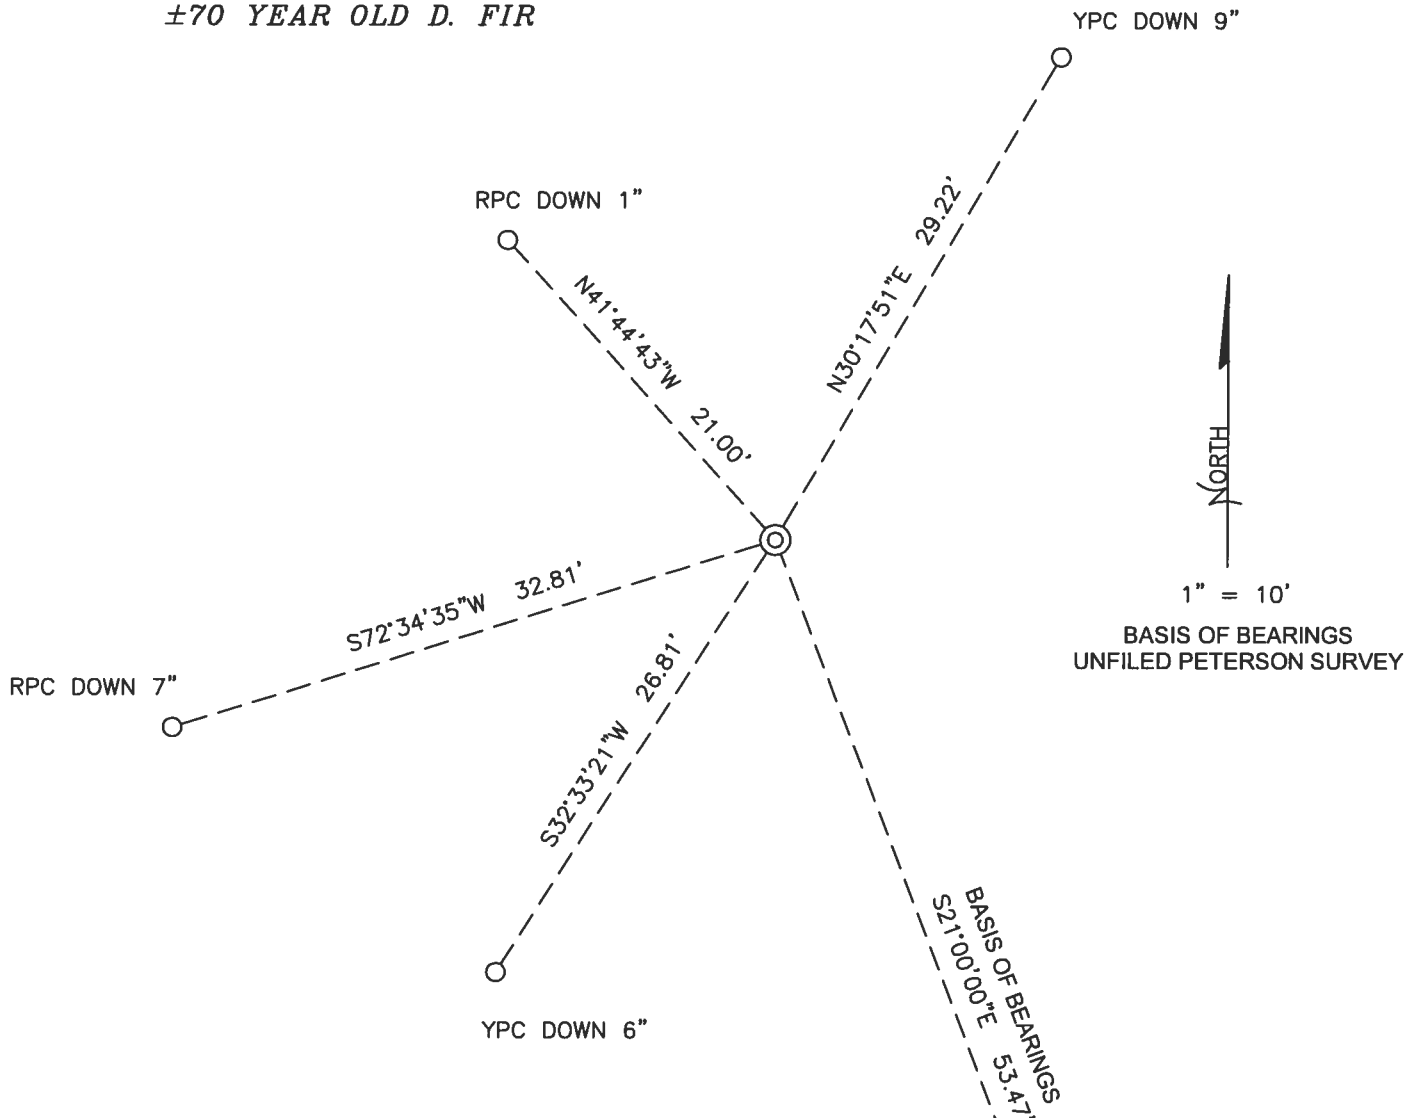 ±70 YEAR OLD D. FIR
YPC DOWN 9"
RPC DOWN 1"
N41°44'43"W 21.00'
N30°17'51"E 29.22'
NORTH
1" = 10'
BASIS OF BEARINGS
UNFILED PETERSON SURVEY
S72°34'35"W 32.81'
RPC DOWN 7"
S32°33'21"W 26.81'
YPC DOWN 6"
BASIS OF BEARINGS
S21°00'00"E 53.47'